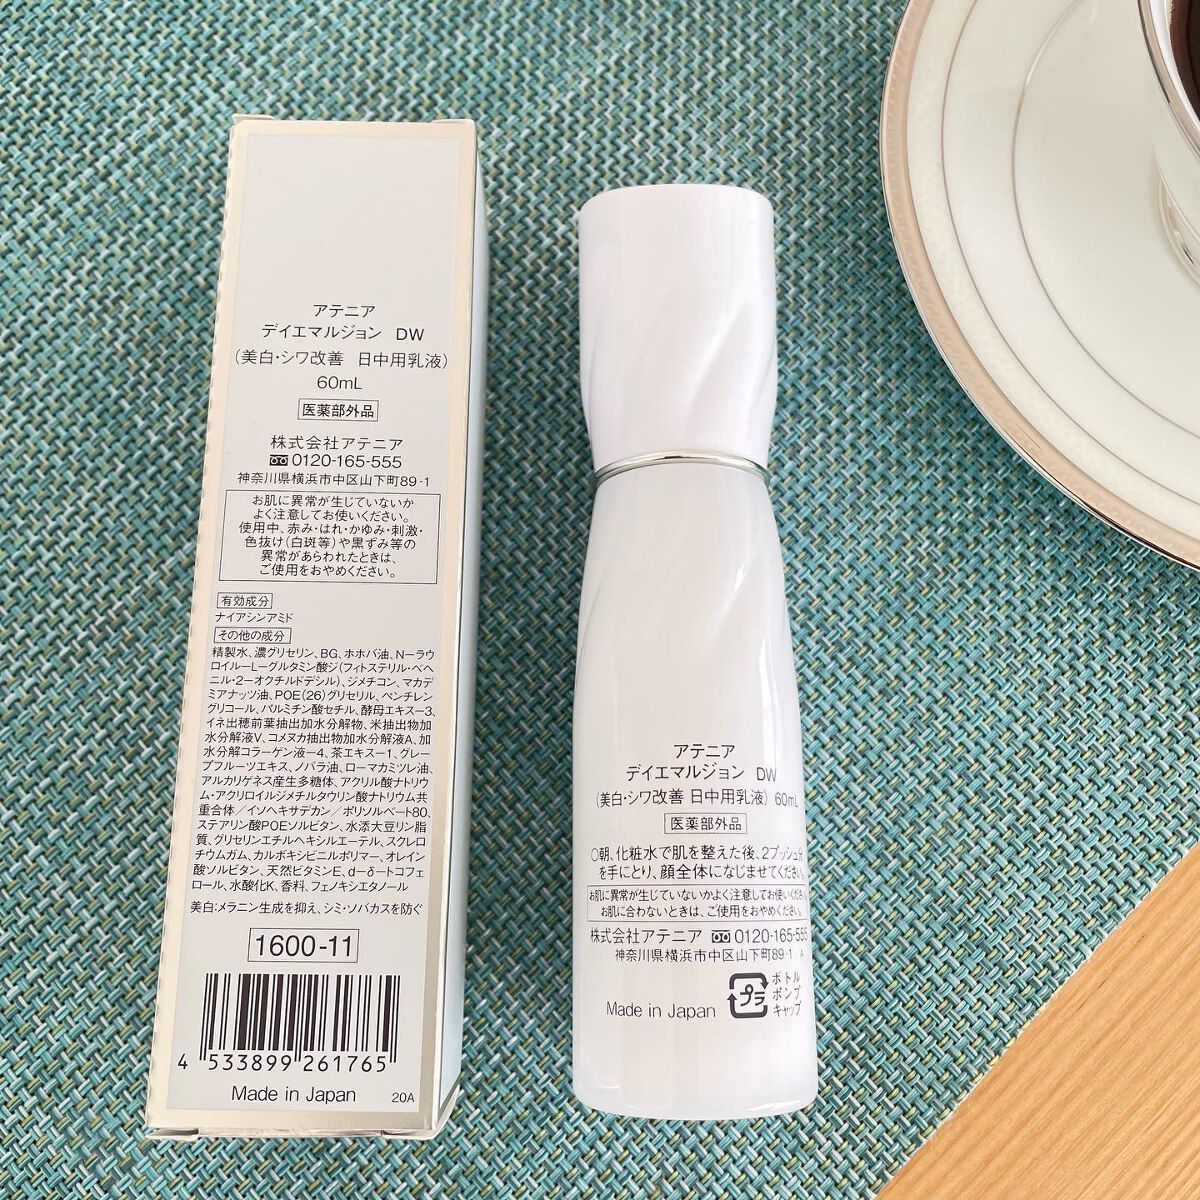 アテニア
デイエマルジョン DW
(美白・シワ改善 日中用乳液)
60mL
医薬部外品
株式会社アテニア
0120-165-555
神奈川県横浜市中区山下町89-1
お肌に異常が生じていないか
よく注意してお使いください。
使用中、赤み・はれ・かゆみ・刺激・
色抜け(白斑等)や黒ずみ等の
異常があらわれたときは、
ご使用をおやめください。
有効成分
ナイアシンアミド
その他の成分
精製水、濃グリセリン、BG、ホホバ油、N－ラウ
ロイル－L－グルタミン酸ジ(フィトステリル・ベヘ
ニル・2－オクチルドデシル)、ジメチコン、マカデ
ミアナッツ油、POE(26)グリセリル、ペンチレン
グリコール、パルミチン酸セチル、酵母エキス－3、
イネ出穂前葉抽出加水分解物、米抽出物加
水分解液V、コメヌカ抽出物加水分解液A、加
水分解コラーゲン液－4、茶エキス－1、グレー
プフルーツエキス、ノバラ油、ローマカミツレ油、
アルカリゲネス産生多糖体、アクリル酸ナトリウ
ム・アクリロイルジメチルタウリン酸ナトリウム共
重合体／イソヘキサデカン／ポリソルベート80、
ステアリン酸POEソルビタン、水添大豆リン脂
質、グリセリンエチルヘキシルエーテル、スクレロ
チウムガム、カルボキシビニルポリマー、オレイン
酸ソルビタン、天然ビタミンE、d－δ－トコフェ
ロール、水酸化K、香料、フェノキシエタノール
美白:メラニン生成を抑え、シミ・ソバカスを防ぐ
1600-11
4 533899 261765
Made in Japan 20A
アテニア
デイエマルジョン DW
(美白・シワ改善 日中用乳液) 60mL
医薬部外品
○朝、化粧水で肌を整えた後、2プッシュ分
を手にとり、顔全体になじませてください。
お肌に異常が生じていないかよく注意してお使いください。
お肌に合わないときは、ご使用をおやめください。
株式会社アテニア 0120-165-555
神奈川県横浜市中区山下町89-1 A
Made in Japan
プラ
ボトル
ポンプ
キャップ